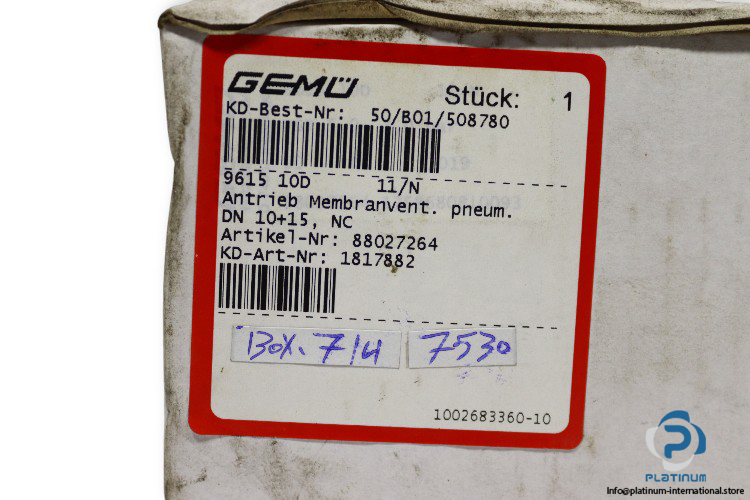 GEMÜ
Stück: 1
KD-Best-Nr: 50/B01/508780
9615 10D 11/N
Antrieb Membranvent. pneum.
DN 10+15, NC
Artikel-Nr: 88027264
KD-Art-Nr: 1817882
Box. 714 7530
1002683360-10
PLATINUM
Info@platinum-international.store